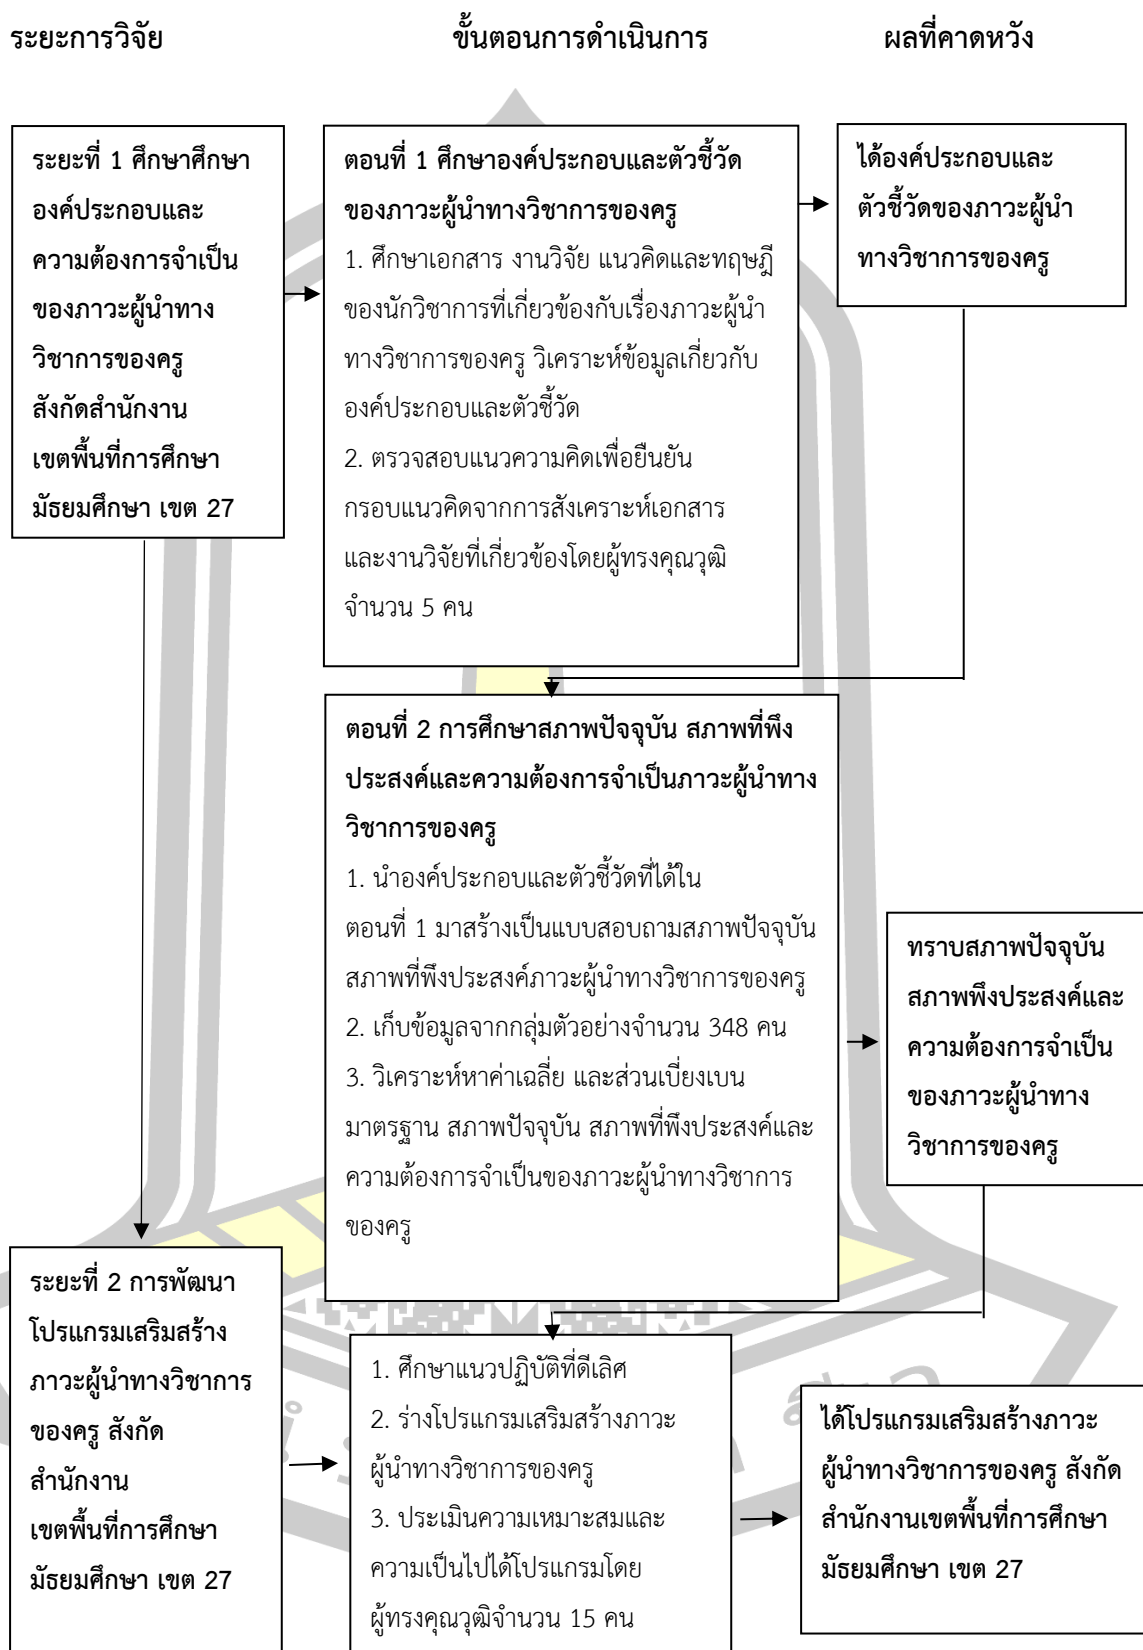 ระยะการวิจัย ขั้นตอนการดำเนินการ ผลที่คาดหวัง
ระยะที่ 1 ศึกษาศึกษา
องค์ประกอบและ
ความต้องการจำเป็น
ของภาวะผู้นำทาง
วิชาการของครู
สังกัดสำนักงาน
เขตพื้นที่การศึกษา
มัธยมศึกษา เขต 27
ตอนที่ 1 ศึกษาองค์ประกอบและตัวชี้วัด
ของภาวะผู้นำทางวิชาการของครู
1. ศึกษาเอกสาร งานวิจัย แนวคิดและทฤษฎี
ของนักวิชาการที่เกี่ยวข้องกับเรื่องภาวะผู้นำ
ทางวิชาการของครู วิเคราะห์ข้อมูลเกี่ยวกับ
องค์ประกอบและตัวชี้วัด
2. ตรวจสอบแนวความคิดเพื่อยืนยัน
กรอบแนวคิดจากการสังเคราะห์เอกสาร
และงานวิจัยที่เกี่ยวข้องโดยผู้ทรงคุณวุฒิ
จำนวน 5 คน
ได้องค์ประกอบและ
ตัวชี้วัดของภาวะผู้นำ
ทางวิชาการของครู
ตอนที่ 2 การศึกษาสภาพปัจจุบัน สภาพที่พึง
ประสงค์และความต้องการจำเป็นภาวะผู้นำทาง
วิชาการของครู
1. นำองค์ประกอบและตัวชี้วัดที่ได้ใน
ตอนที่ 1 มาสร้างเป็นแบบสอบถามสภาพปัจจุบัน
สภาพที่พึงประสงค์ภาวะผู้นำทางวิชาการของครู
2. เก็บข้อมูลจากกลุ่มตัวอย่างจำนวน 348 คน
3. วิเคราะห์หาค่าเฉลี่ย และส่วนเบี่ยงเบน
มาตรฐาน สภาพปัจจุบัน สภาพที่พึงประสงค์และ
ความต้องการจำเป็นของภาวะผู้นำทางวิชาการ
ของครู
ทราบสภาพปัจจุบัน
สภาพพึงประสงค์และ
ความต้องการจำเป็น
ของภาวะผู้นำทาง
วิชาการของครู
ระยะที่ 2 การพัฒนา
โปรแกรมเสริมสร้าง
ภาวะผู้นำทางวิชาการ
ของครู สังกัด
สำนักงาน
เขตพื้นที่การศึกษา
มัธยมศึกษา เขต 27
1. ศึกษาแนวปฏิบัติที่ดีเลิศ
2. ร่างโปรแกรมเสริมสร้างภาวะ
ผู้นำทางวิชาการของครู
3. ประเมินความเหมาะสมและ
ความเป็นไปได้โปรแกรมโดย
ผู้ทรงคุณวุฒิจำนวน 15 คน
ได้โปรแกรมเสริมสร้างภาวะ
ผู้นำทางวิชาการของครู สังกัด
สำนักงานเขตพื้นที่การศึกษา
มัธยมศึกษา เขต 27